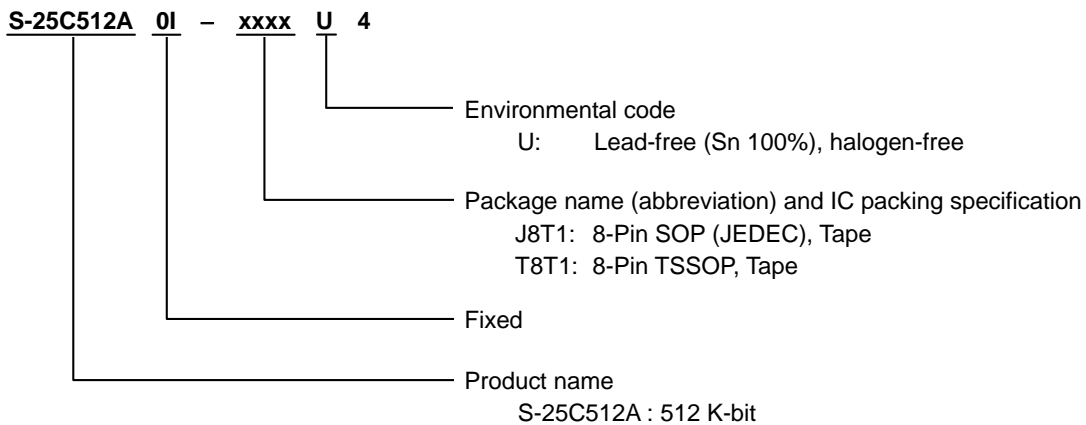 S-25C512A 0I – xxxx U 4
Environmental code
U: Lead-free (Sn 100%), halogen-free
Package name (abbreviation) and IC packing specification
J8T1: 8-Pin SOP (JEDEC), Tape
T8T1: 8-Pin TSSOP, Tape
Fixed
Product name
S-25C512A : 512 K-bit